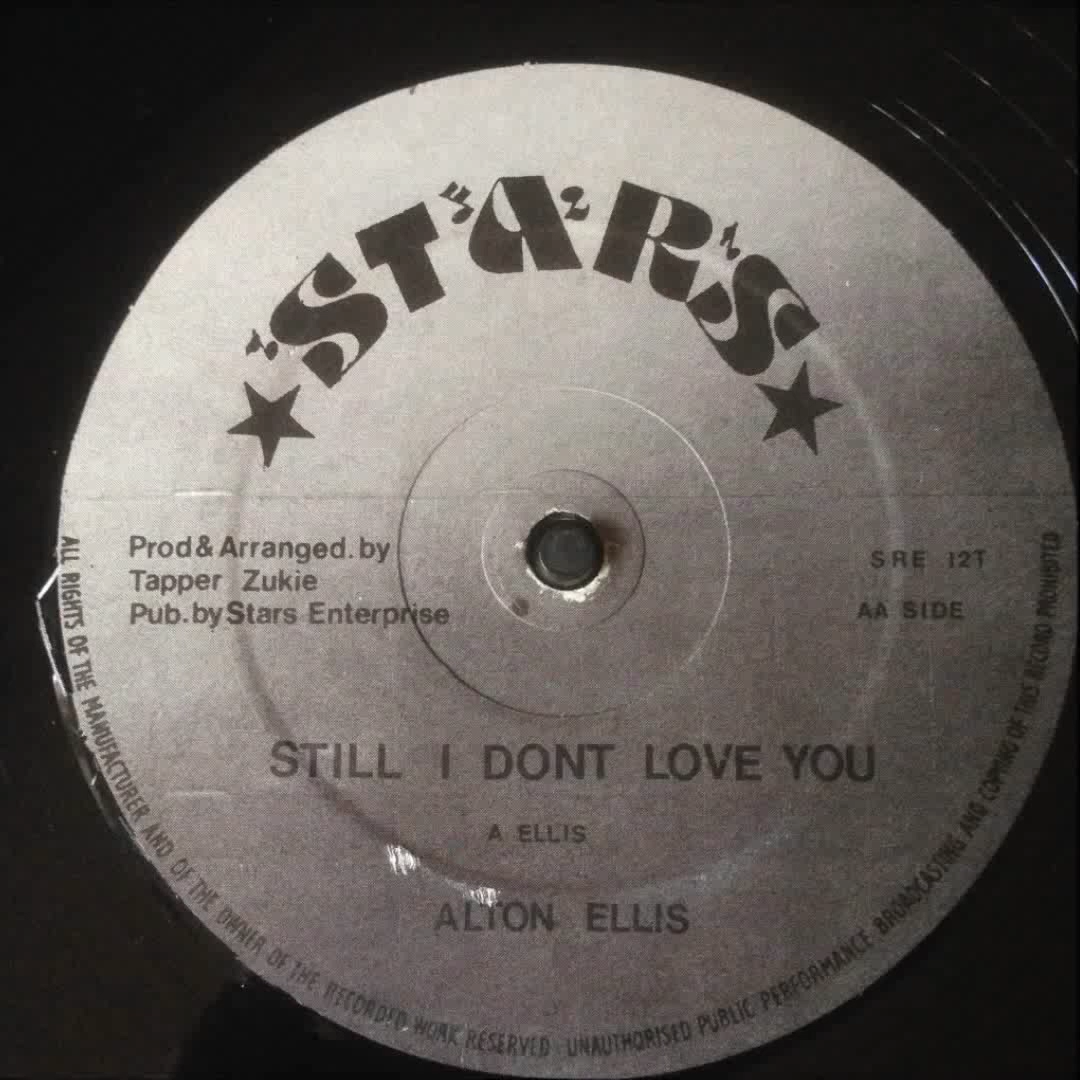 STARS
Prod & Arranged. by
Tapper Zukie
Pub. by Stars Enterprise
SRE 12T
AA SIDE
STILL I DONT LOVE YOU
A ELLIS
ALTON ELLIS
ALL RIGHTS OF THE MANUFACTURER AND OF THE OWNER OF THE RECORDED WORK RESERVED UNAUTHORISED PUBLIC PERFORMANCE BROADCASTING AND COPYING OF THIS RECORD PROHIBITED